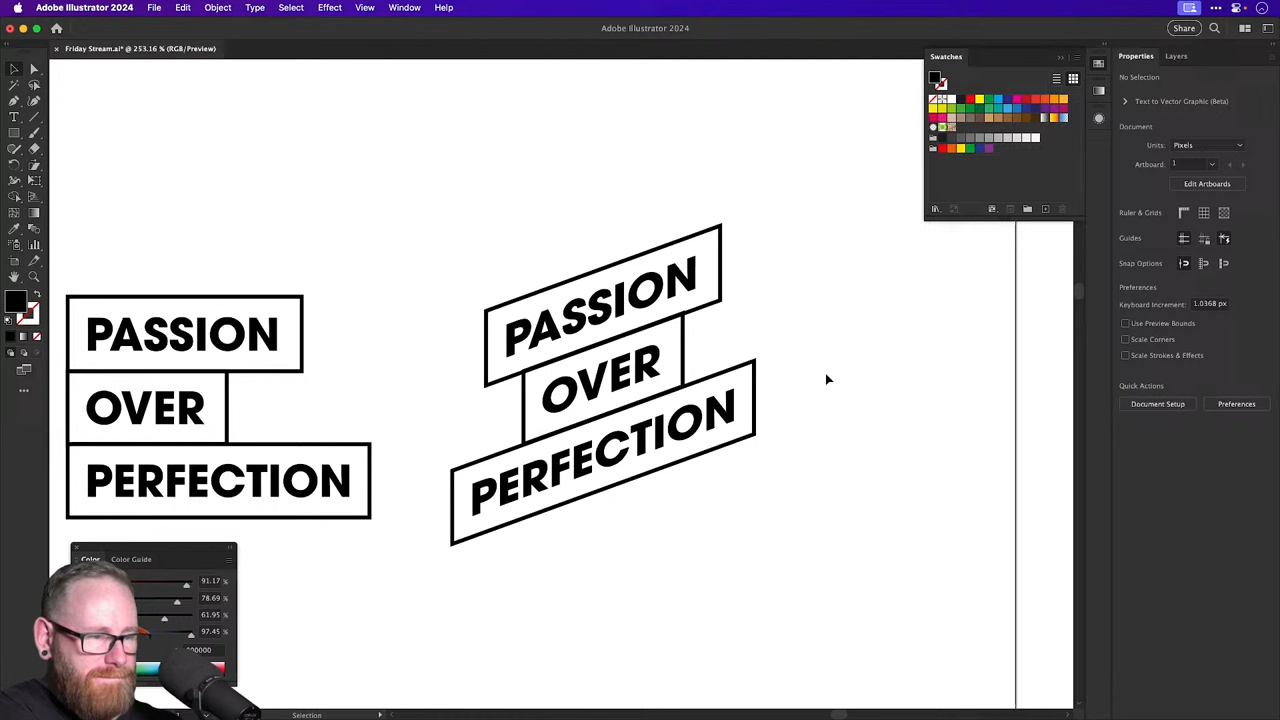 Adobe Illustrator 2024 File Edit Object Type Select Effect View Window Help
Adobe Illustrator 2024
Share
Friday Stream.ai* @ 253.16 % (RGB/Preview)
Swatches
Properties Layers
No Selection
Text to Vector Graphic (Beta)
Document
Units: Pixels
Artboard: 1
Edit Artboards
Ruler & Grids
Guides
Snap Options
Preferences
Keyboard Increment: 1.0368 px
Use Preview Bounds
Scale Corners
Scale Strokes & Effects
Quick Actions
Document Setup Preferences
PASSION
OVER
PERFECTION
PASSION
OVER
PERFECTION
Color Color Guide
91.17 %
78.69 %
61.95 %
97.45 %
Selection